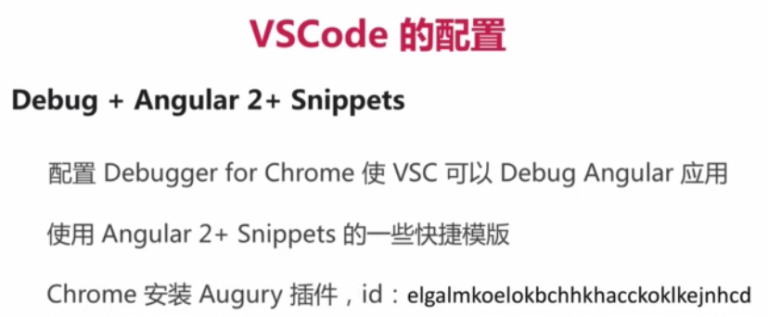 VSCode 的配置
Debug + Angular 2+ Snippets
配置 Debugger for Chrome 使 VSC 可以 Debug Angular 应用
使用 Angular 2+ Snippets 的一些快捷模版
Chrome 安装 Augury 插件，id：elgalmkoelokbchhkhacckoklkejnhcd